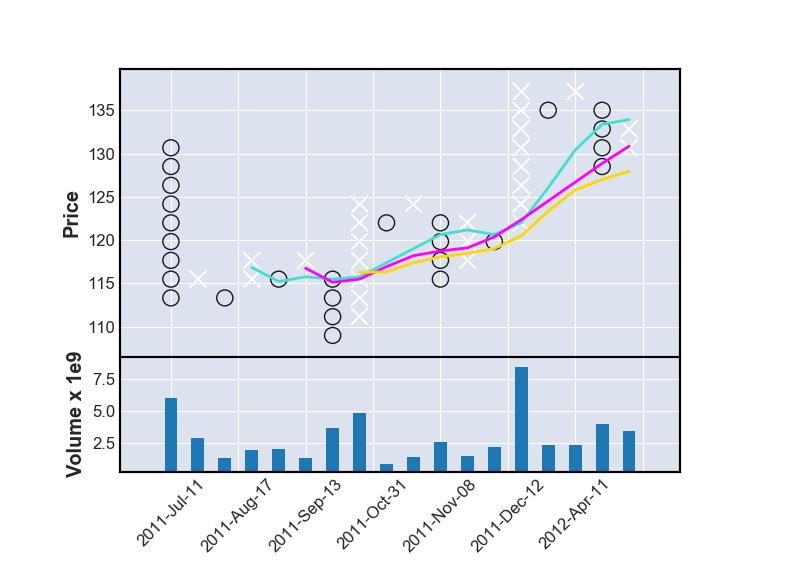 135
130
125
120
115
110
Price
7.5
5.0
2.5
Volume x 1e9
2011-Jul-11
2011-Aug-17
2011-Sep-13
2011-Oct-31
2011-Nov-08
2011-Dec-12
2012-Apr-11